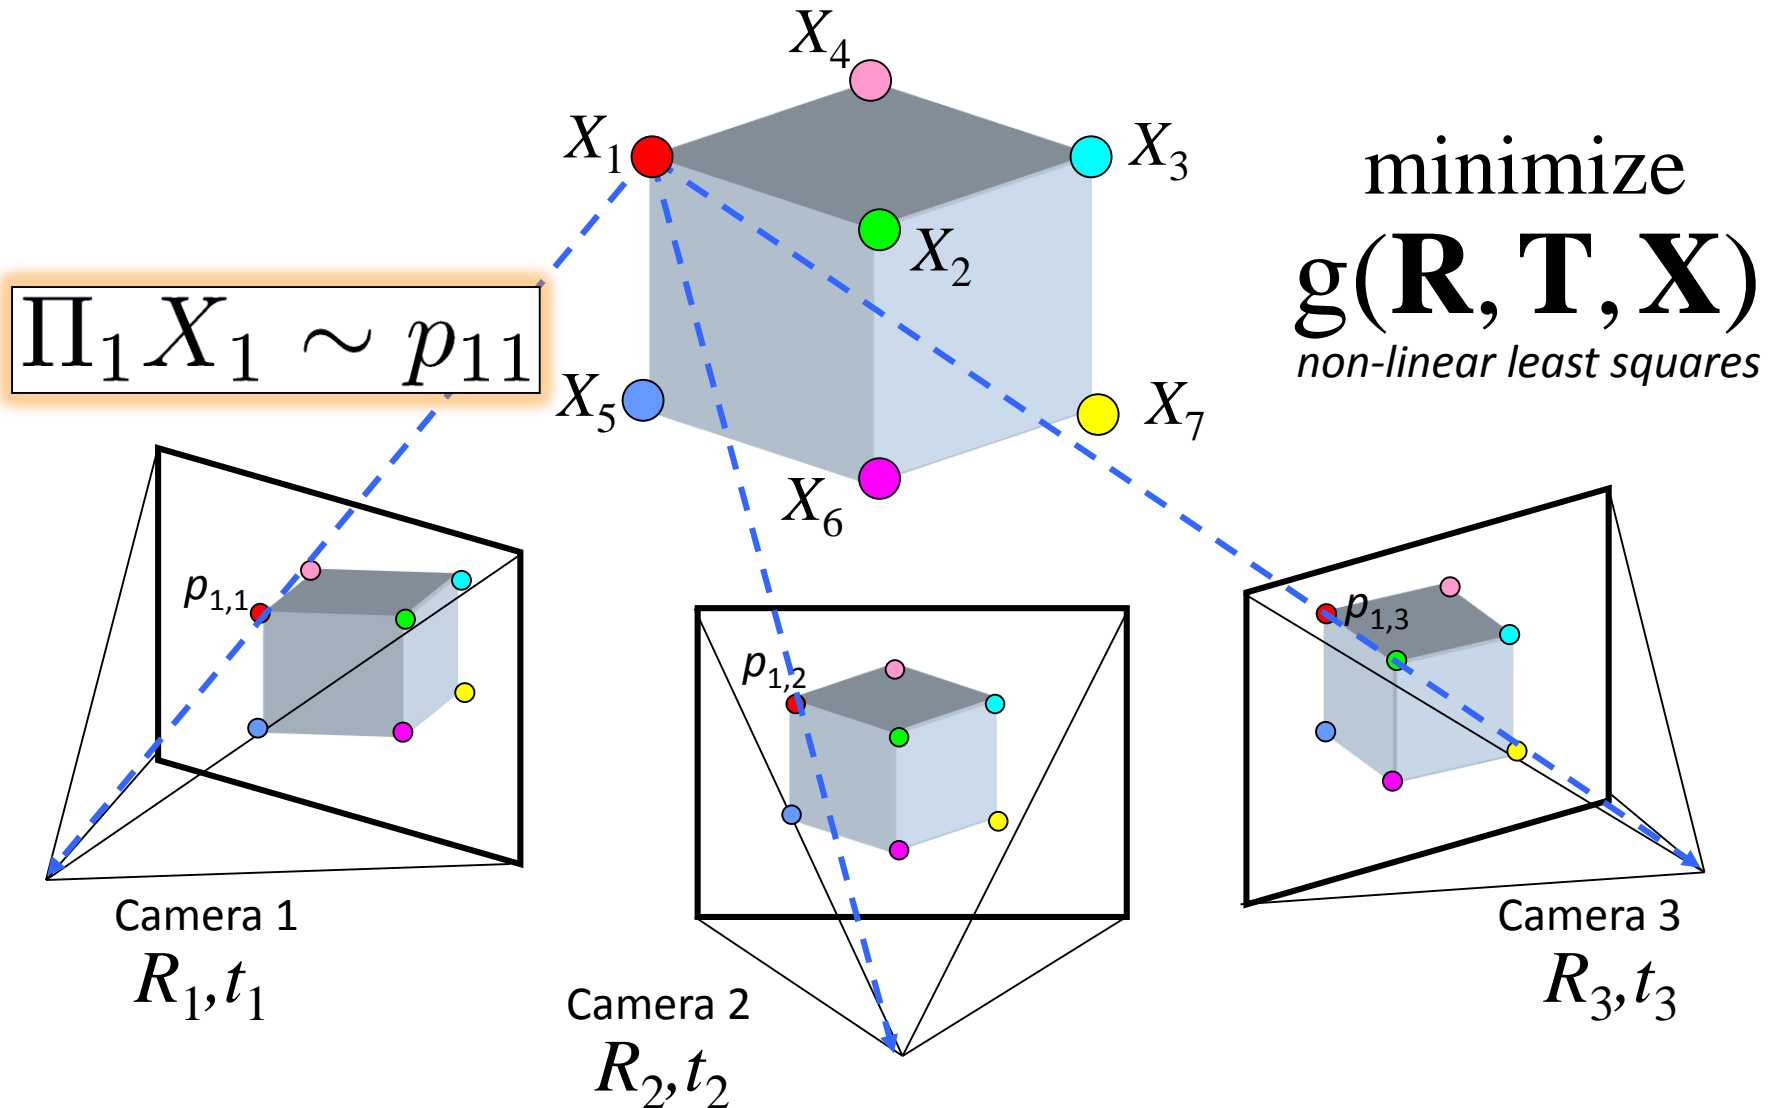 X₄
X₁
X₃
X₂
minimize
g(R, T, X)
non-linear least squares
Π₁X₁ ∼ p₁₁
X₅
X₇
X₆
p₁,₁
p₁,₂
p₁,₃
Camera 1
R₁,t₁
Camera 2
R₂,t₂
Camera 3
R₃,t₃